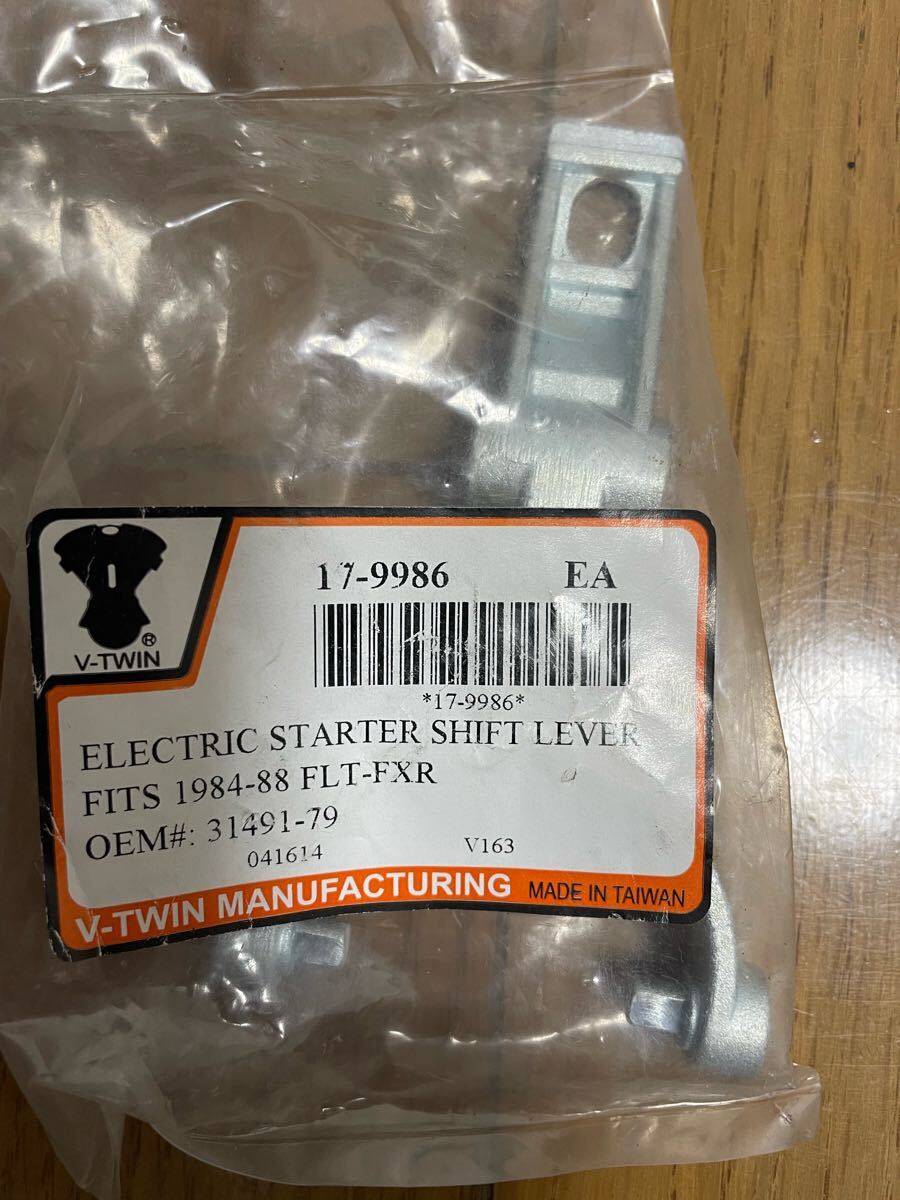 17-9986 EA
*17-9986*
®
V-TWIN
ELECTRIC STARTER SHIFT LEVER
FITS 1984-88 FLT-FXR
OEM#: 31491-79
041614 V163
V-TWIN MANUFACTURING MADE IN TAIWAN